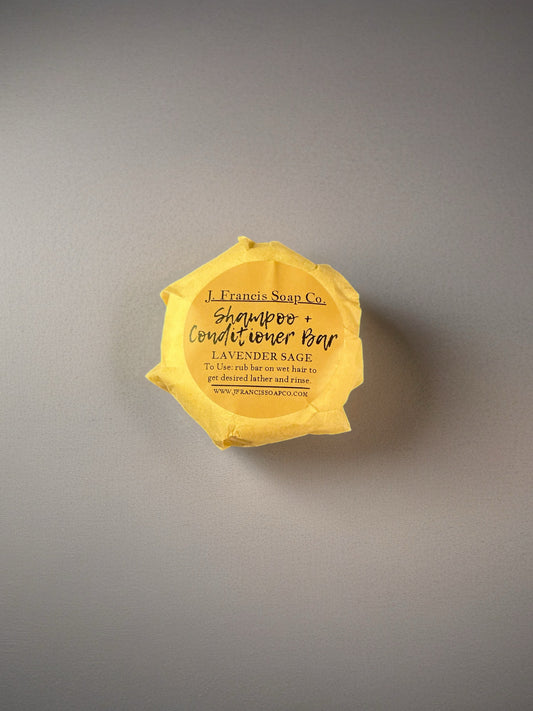 J. Francis Soap Co.
Shampoo +
Conditioner Bar
LAVENDER SAGE
To Use: rub bar on wet hair to
get desired lather and rinse.
WWW.JFRANCISSOAPCO.COM